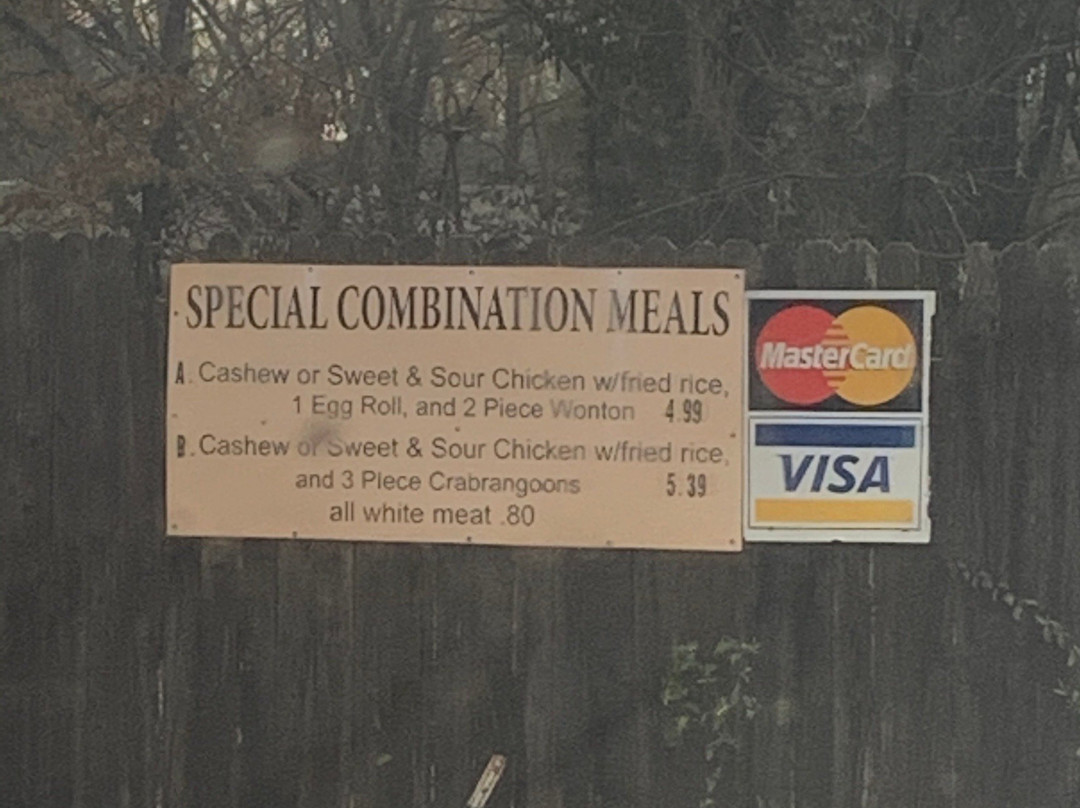 SPECIAL COMBINATION MEALS
A. Cashew or Sweet & Sour Chicken w/fried rice,
1 Egg Roll, and 2 Piece Wonton 4.99
B. Cashew or Sweet & Sour Chicken w/fried rice,
and 3 Piece Crabrangoons 5.39
all white meat .80
MasterCard
VISA